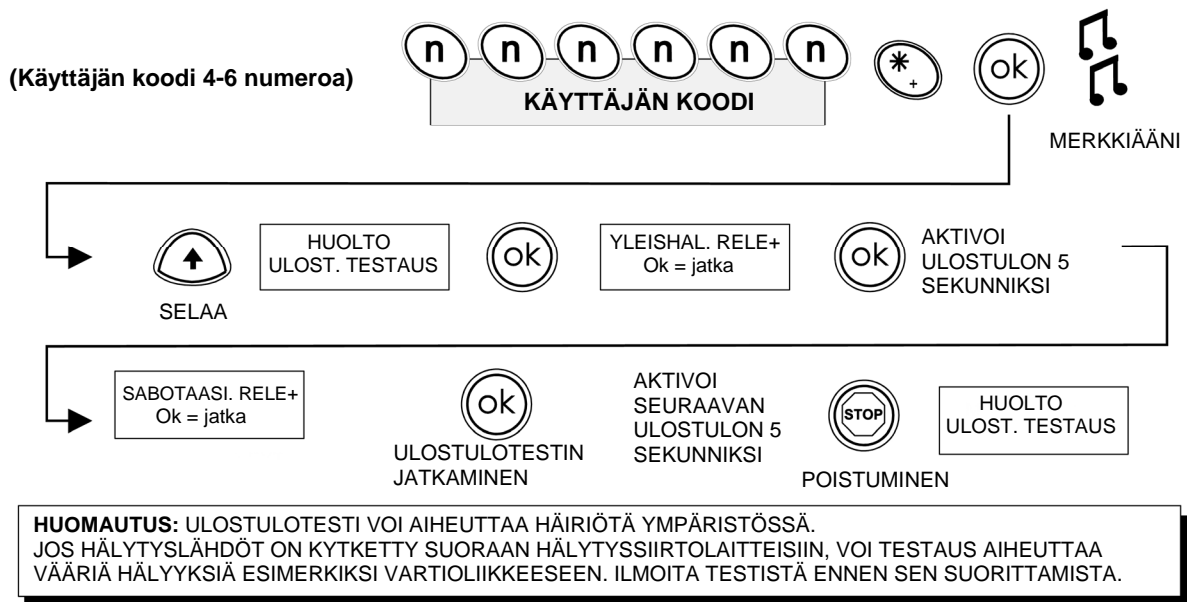 (Käyttäjän koodi 4-6 numeroa)
n n n n n n * + ok
KÄYTTÄJÄN KOODI
MERKKIÄÄNI
SELAA
HUOLTO
ULOST. TESTAUS
ok
YLEISHAL. RELE+
Ok = jatka
ok
AKTIVOI
ULOSTULON 5
SEKUNNIKSI
SABOTAASI. RELE+
Ok = jatka
ok
ULOSTULOTESTIN
JATKAMINEN
AKTIVOI
SEURAAVAN
ULOSTULON 5
SEKUNNIKSI
STOP
POISTUMINEN
HUOLTO
ULOST. TESTAUS
HUOMAUTUS: ULOSTULOTESTI VOI AIHEUTTAA HÄIRIÖTÄ YMPÄRISTÖSSÄ.
JOS HÄLYTYSLÄHDÖT ON KYTKETTY SUORAAN HÄLYTYSSIIRTOLAITTEISIIN, VOI TESTAUS AIHEUTTAA
VÄÄRIÄ HÄLYYKSIÄ ESIMERKIKSI VARTIOLIIKKEESEEN. ILMOITA TESTISTÄ ENNEN SEN SUORITTAMISTA.